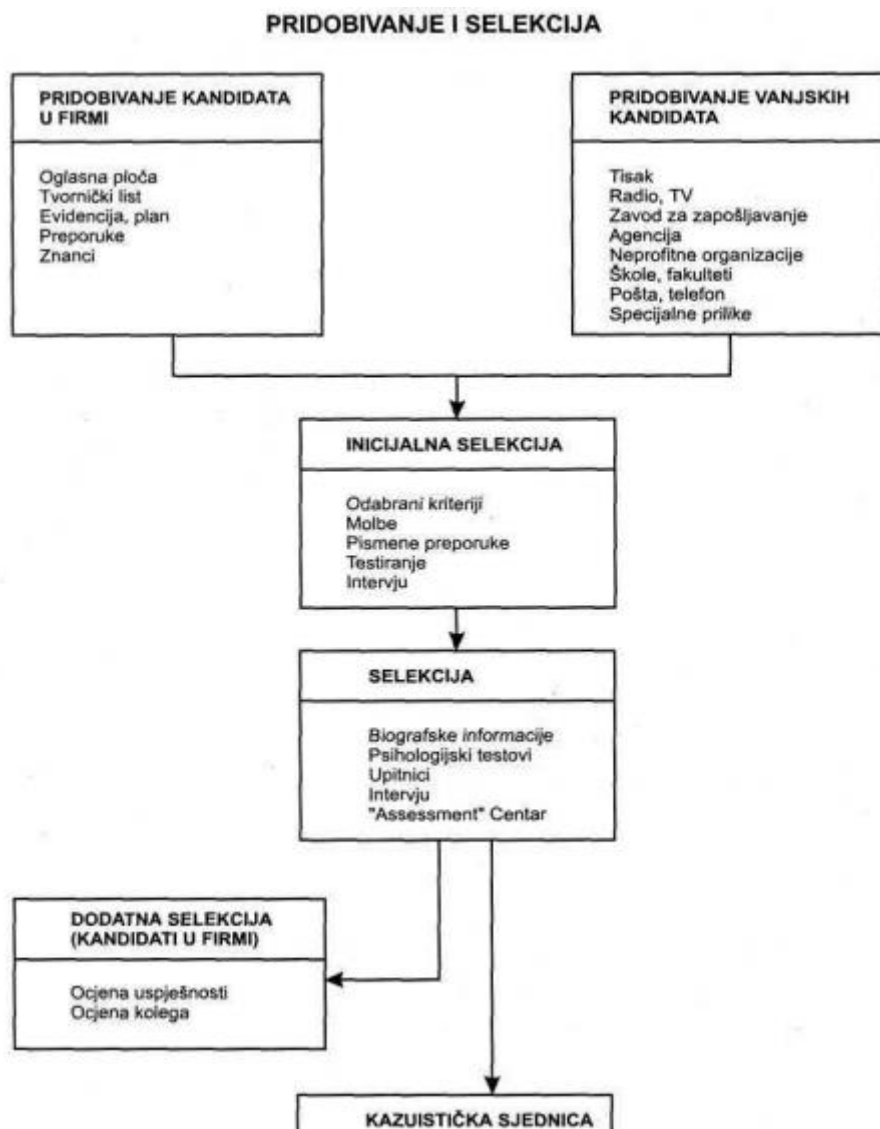 PRIDOBIVANJE I SELEKCIJA
PRIDOBIVANJE KANDIDATA
U FIRMI
Oglasna ploča
Tvornički list
Evidencija, plan
Preporuke
Znanci
PRIDOBIVANJE VANJSKIH
KANDIDATA
Tisak
Radio, TV
Zavod za zapošljavanje
Agencija
Neprofitne organizacije
Škole, fakulteti
Pošta, telefon
Specijalne prilike
INICIJALNA SELEKCIJA
Odabrani kriteriji
Molbe
Pismene preporuke
Testiranje
Intervju
SELEKCIJA
Biografske informacije
Psihologijski testovi
Upitnici
Intervju
"Assessment" Centar
DODATNA SELEKCIJA
(KANDIDATI U FIRMI)
Ocjena uspješnosti
Ocjena kolega
KAZUISTIČKA SJEDNICA